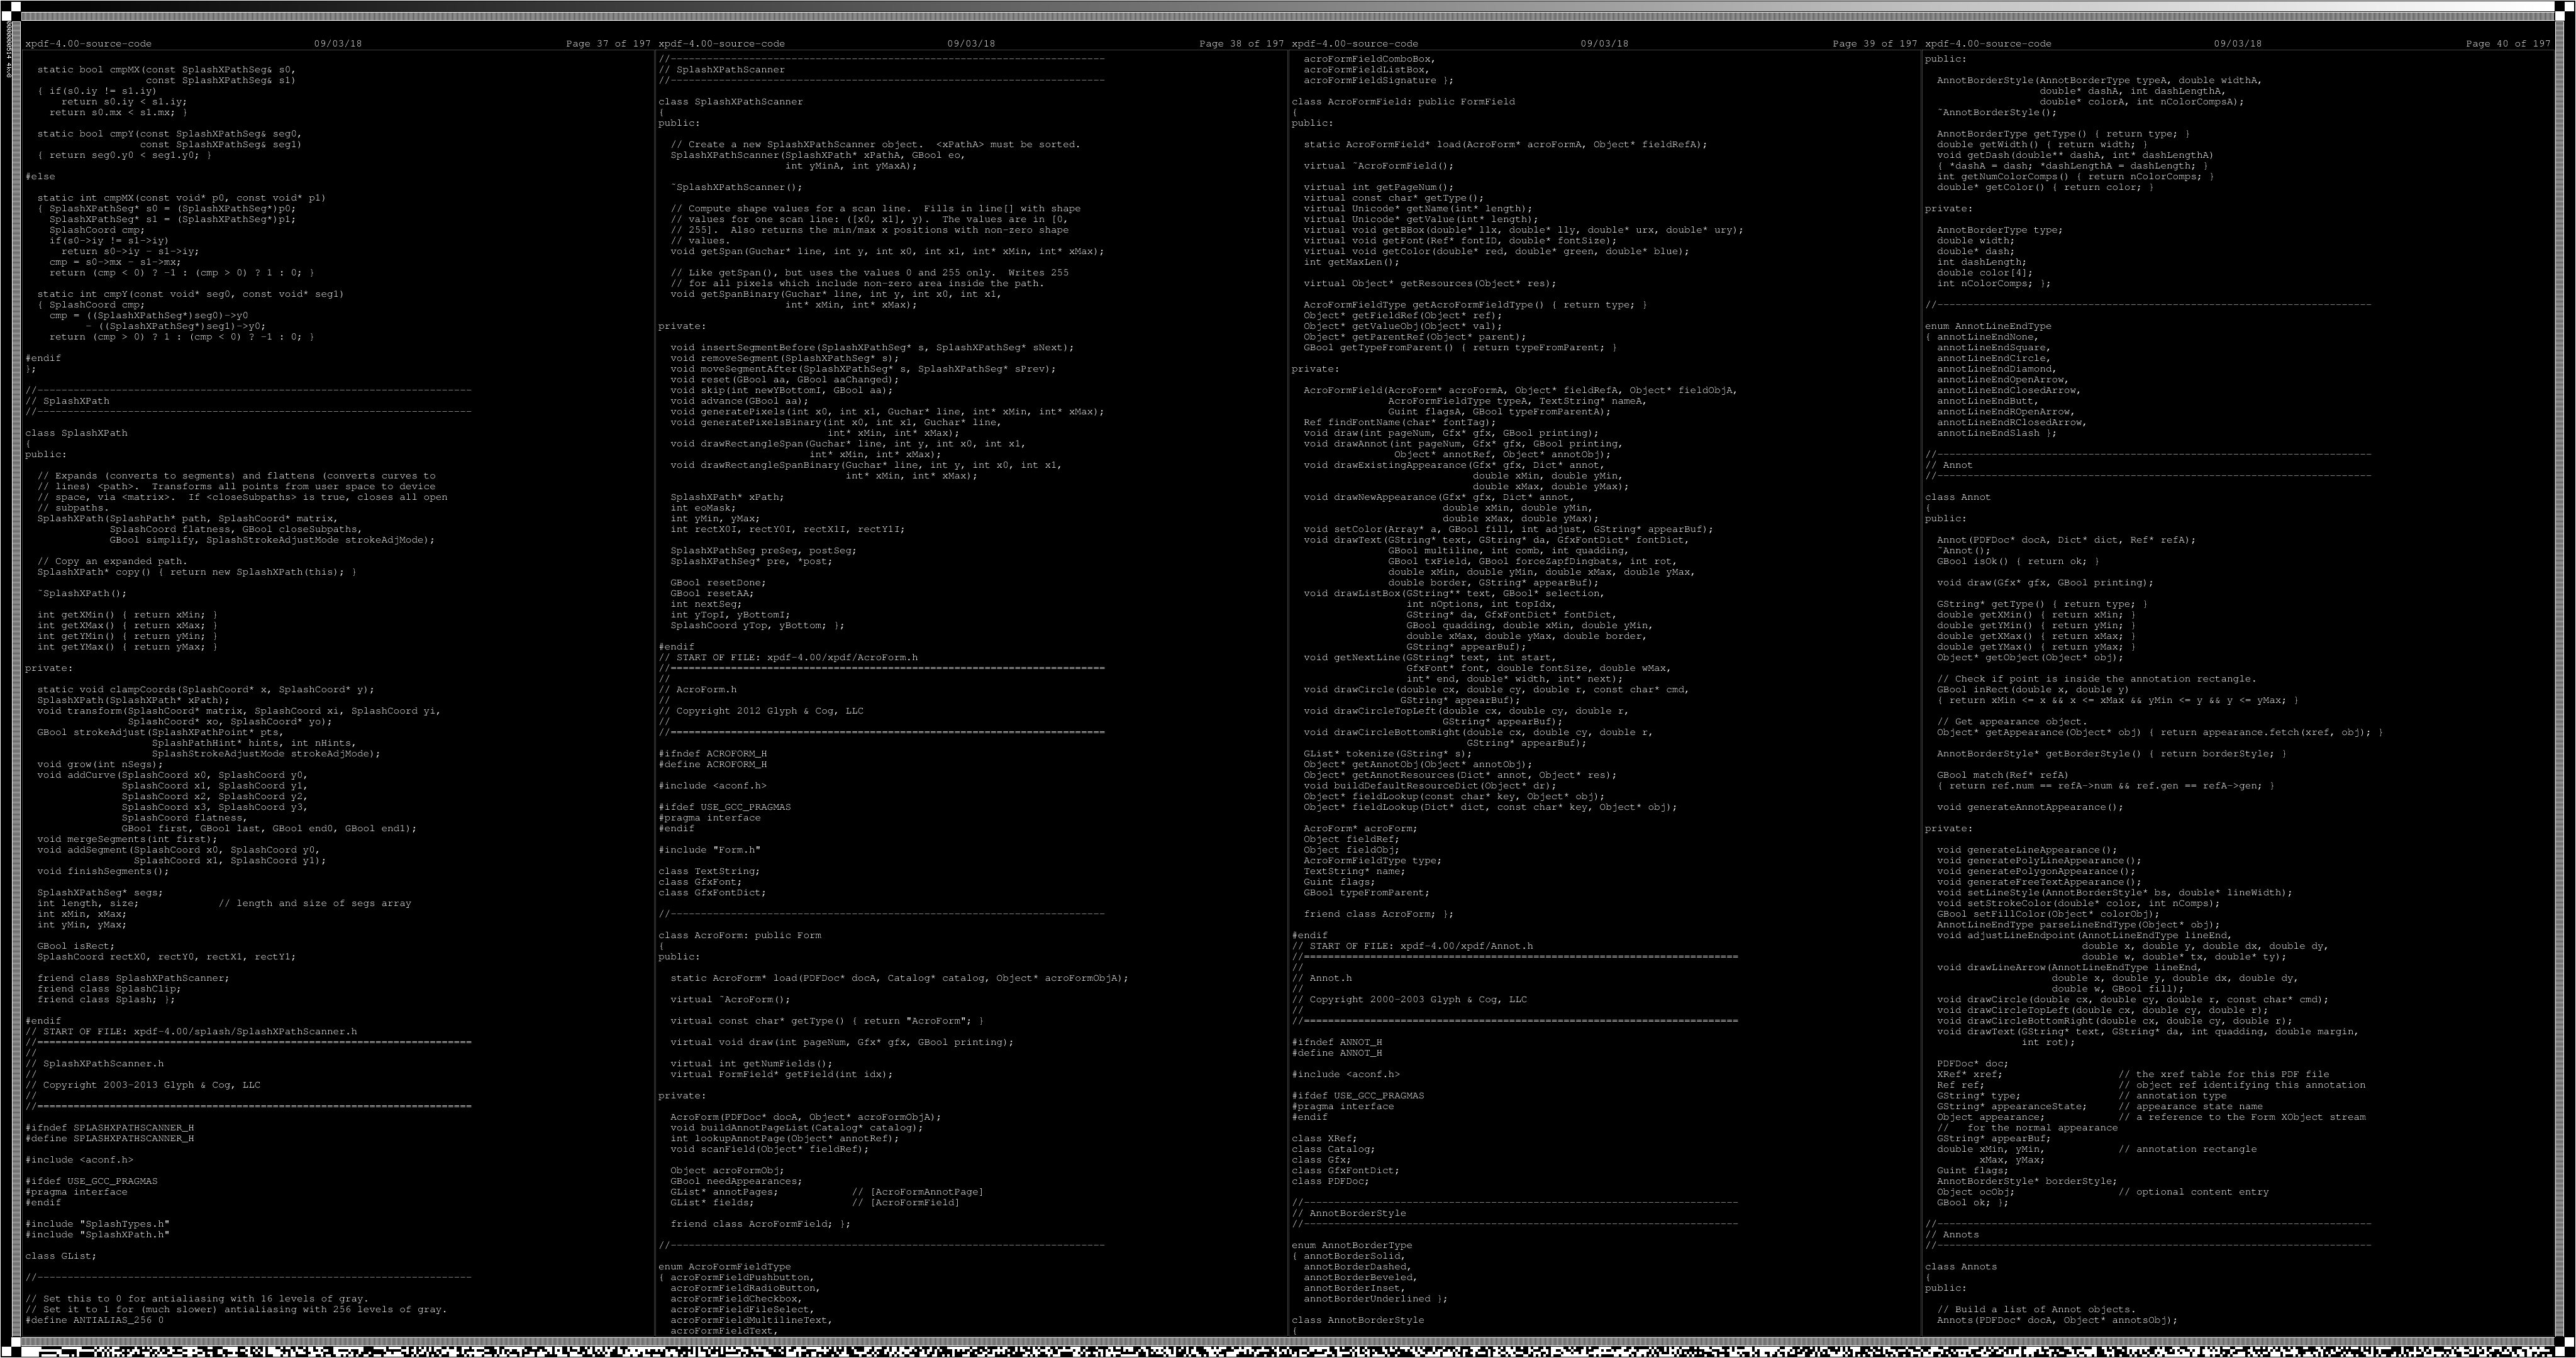 xpdf-4.00-source-code 09/03/18 Page 37 of 197
static bool cmpMX(const SplashXPathSeg& s0,
const SplashXPathSeg& s1)
{ if(s0.iy != s1.iy)
return s0.iy < s1.iy;
return s0.mx < s1.mx; }
static bool cmpY(const SplashXPathSeg& seg0,
const SplashXPathSeg& seg1)
{ return seg0.y0 < seg1.y0; }
#else
static int cmpMX(const void* p0, const void* p1)
{ SplashXPathSeg* s0 = (SplashXPathSeg*)p0;
SplashXPathSeg* s1 = (SplashXPathSeg*)p1;
SplashCoord cmp;
if(s0->iy != s1->iy)
return s0->iy - s1->iy;
cmp = s0->mx - s1->mx;
return (cmp < 0) ? -1 : (cmp > 0) ? 1 : 0; }
static int cmpY(const void* seg0, const void* seg1)
{ SplashCoord cmp;
cmp = ((SplashXPathSeg*)seg0)->y0
- ((SplashXPathSeg*)seg1)->y0;
return (cmp > 0) ? 1 : (cmp < 0) ? -1 : 0; }
#endif
};
//------------------------------------------------------------------------
// SplashXPath
//------------------------------------------------------------------------
class SplashXPath
{
public:
// Expands (converts to segments) and flattens (converts curves to
// lines) <path>.  Transforms all points from user space to device
// space, via <matrix>.  If <closeSubpaths> is true, closes all open
// subpaths.
SplashXPath(SplashPath* path, SplashCoord* matrix,
SplashCoord flatness, GBool closeSubpaths,
GBool simplify, SplashStrokeAdjustMode strokeAdjMode);
// Copy an expanded path.
SplashXPath* copy() { return new SplashXPath(this); }
~SplashXPath();
int getXMin() { return xMin; }
int getXMax() { return xMax; }
int getYMin() { return yMin; }
int getYMax() { return yMax; }
private:
static void clampCoords(SplashCoord* x, SplashCoord* y);
SplashXPath(SplashXPath* xPath);
void transform(SplashCoord* matrix, SplashCoord xi, SplashCoord yi,
SplashCoord* xo, SplashCoord* yo);
GBool strokeAdjust(SplashXPathPoint* pts,
SplashPathHint* hints, int nHints,
SplashStrokeAdjustMode strokeAdjMode);
void grow(int nSegs);
void addCurve(SplashCoord x0, SplashCoord y0,
SplashCoord x1, SplashCoord y1,
SplashCoord x2, SplashCoord y2,
SplashCoord x3, SplashCoord y3,
SplashCoord flatness,
GBool first, GBool last, GBool end0, GBool end1);
void mergeSegments(int first);
void addSegment(SplashCoord x0, SplashCoord y0,
SplashCoord x1, SplashCoord y1);
void finishSegments();
SplashXPathSeg* segs;
int length, size; // length and size of segs array
int xMin, xMax;
int yMin, yMax;
GBool isRect;
SplashCoord rectX0, rectY0, rectX1, rectY1;
friend class SplashXPathScanner;
friend class SplashClip;
friend class Splash; };
#endif
// START OF FILE: xpdf-4.00/splash/SplashXPathScanner.h
//========================================================================
//
// SplashXPathScanner.h
//
// Copyright 2003-2013 Glyph & Cog, LLC
//
//========================================================================
#ifndef SPLASHXPATHSCANNER_H
#define SPLASHXPATHSCANNER_H
#include <aconf.h>
#ifdef USE_GCC_PRAGMAS
#pragma interface
#endif
#include "SplashTypes.h"
#include "SplashXPath.h"
class GList;
//------------------------------------------------------------------------
// Set this to 0 for antialiasing with 16 levels of gray.
// Set it to 1 for (much slower) antialiasing with 256 levels of gray.
#define ANTIALIAS_256 0
xpdf-4.00-source-code 09/03/18 Page 38 of 197
//------------------------------------------------------------------------
// SplashXPathScanner
//------------------------------------------------------------------------
class SplashXPathScanner
{
public:
// Create a new SplashXPathScanner object.  <xPathA> must be sorted.
SplashXPathScanner(SplashXPath* xPathA, GBool eo,
int yMinA, int yMaxA);
~SplashXPathScanner();
// Compute shape values for a scan line.  Fills in line[] with shape
// values for one scan line: ([x0, x1], y).  The values are in [0,
// 255].  Also returns the min/max x positions with non-zero shape
// values.
void getSpan(Guchar* line, int y, int x0, int x1, int* xMin, int* xMax);
// Like getSpan(), but uses the values 0 and 255 only.  Writes 255
// for all pixels which include non-zero area inside the path.
void getSpanBinary(Guchar* line, int y, int x0, int x1,
int* xMin, int* xMax);
private:
void insertSegmentBefore(SplashXPathSeg* s, SplashXPathSeg* sNext);
void removeSegment(SplashXPathSeg* s);
void moveSegmentAfter(SplashXPathSeg* s, SplashXPathSeg* sPrev);
void reset(GBool aa, GBool aaChanged);
void skip(int newYBottomI, GBool aa);
void advance(GBool aa);
void generatePixels(int x0, int x1, Guchar* line, int* xMin, int* xMax);
void generatePixelsBinary(int x0, int x1, Guchar* line,
int* xMin, int* xMax);
void drawRectangleSpan(Guchar* line, int y, int x0, int x1,
int* xMin, int* xMax);
void drawRectangleSpanBinary(Guchar* line, int y, int x0, int x1,
int* xMin, int* xMax);
SplashXPath* xPath;
int eoMask;
int yMin, yMax;
int rectX0I, rectY0I, rectX1I, rectY1I;
SplashXPathSeg preSeg, postSeg;
SplashXPathSeg *pre, *post;
GBool resetDone;
GBool resetAA;
int nextSeg;
int yTopI, yBottomI;
SplashCoord yTop, yBottom; };
#endif
// START OF FILE: xpdf-4.00/xpdf/AcroForm.h
//========================================================================
//
// AcroForm.h
//
// Copyright 2012 Glyph & Cog, LLC
//
//========================================================================
#ifndef ACROFORM_H
#define ACROFORM_H
#include <aconf.h>
#ifdef USE_GCC_PRAGMAS
#pragma interface
#endif
#include "Form.h"
class TextString;
class GfxFont;
class GfxFontDict;
//------------------------------------------------------------------------
class AcroForm: public Form
{
public:
static AcroForm* load(PDFDoc* docA, Catalog* catalog, Object* acroFormObjA);
virtual ~AcroForm();
virtual const char* getType() { return "AcroForm"; }
virtual void draw(int pageNum, Gfx* gfx, GBool printing);
virtual int getNumFields();
virtual FormField* getField(int idx);
private:
AcroForm(PDFDoc* docA, Object* acroFormObjA);
void buildAnnotPageList(Catalog* catalog);
int lookupAnnotPage(Object* annotRef);
void scanField(Object* fieldRef);
Object acroFormObj;
GBool needAppearances;
GList* annotPages; // [AcroFormAnnotPage]
GList* fields; // [AcroFormField]
friend class AcroFormField; };
//------------------------------------------------------------------------
enum AcroFormFieldType
{ acroFormFieldPushbutton,
acroFormFieldRadioButton,
acroFormFieldCheckbox,
acroFormFieldFileSelect,
acroFormFieldMultilineText,
acroFormFieldText,
xpdf-4.00-source-code 09/03/18 Page 39 of 197
acroFormFieldComboBox,
acroFormFieldListBox,
acroFormFieldSignature };
class AcroFormField: public FormField
{
public:
static AcroFormField* load(AcroForm* acroFormA, Object* fieldRefA);
virtual ~AcroFormField();
virtual int getPageNum();
virtual const char* getType();
virtual Unicode* getName(int* length);
virtual Unicode* getValue(int* length);
virtual void getBBox(double* llx, double* lly, double* urx, double* ury);
virtual void getFont(Ref* fontID, double* fontSize);
virtual void getColor(double* red, double* green, double* blue);
int getMaxLen();
virtual Object* getResources(Object* res);
AcroFormFieldType getAcroFormFieldType() { return type; }
Object* getFieldRef(Object* ref);
Object* getValueObj(Object* val);
Object* getParentRef(Object* parent);
GBool getTypeFromParent() { return typeFromParent; }
private:
AcroFormField(AcroForm* acroFormA, Object* fieldRefA, Object* fieldObjA,
AcroFormFieldType typeA, TextString* nameA,
Guint flagsA, GBool typeFromParentA);
Ref findFontName(char* fontTag);
void draw(int pageNum, Gfx* gfx, GBool printing);
void drawAnnot(int pageNum, Gfx* gfx, GBool printing,
Object* annotRef, Object* annotObj);
void drawExistingAppearance(Gfx* gfx, Dict* annot,
double xMin, double yMin,
double xMax, double yMax);
void drawNewAppearance(Gfx* gfx, Dict* annot,
double xMin, double yMin,
double xMax, double yMax);
void setColor(Array* a, GBool fill, int adjust, GString* appearBuf);
void drawText(GString* text, GString* da, GfxFontDict* fontDict,
GBool multiline, int comb, int quadding,
GBool txField, GBool forceZapfDingbats, int rot,
double xMin, double yMin, double xMax, double yMax,
double border, GString* appearBuf);
void drawListBox(GString** text, GBool* selection,
int nOptions, int topIdx,
GString* da, GfxFontDict* fontDict,
GBool quadding, double xMin, double yMin,
double xMax, double yMax, double border,
GString* appearBuf);
void getNextLine(GString* text, int start,
GfxFont* font, double fontSize, double wMax,
int* end, double* width, int* next);
void drawCircle(double cx, double cy, double r, const char* cmd,
GString* appearBuf);
void drawCircleTopLeft(double cx, double cy, double r,
GString* appearBuf);
void drawCircleBottomRight(double cx, double cy, double r,
GString* appearBuf);
GList* tokenize(GString* s);
Object* getAnnotObj(Object* annotObj);
Object* getAnnotResources(Dict* annot, Object* res);
void buildDefaultResourceDict(Object* dr);
Object* fieldLookup(const char* key, Object* obj);
Object* fieldLookup(Dict* dict, const char* key, Object* obj);
AcroForm* acroForm;
Object fieldRef;
Object fieldObj;
AcroFormFieldType type;
TextString* name;
Guint flags;
GBool typeFromParent;
friend class AcroForm; };
#endif
// START OF FILE: xpdf-4.00/xpdf/Annot.h
//========================================================================
//
// Annot.h
//
// Copyright 2000-2003 Glyph & Cog, LLC
//
//========================================================================
#ifndef ANNOT_H
#define ANNOT_H
#include <aconf.h>
#ifdef USE_GCC_PRAGMAS
#pragma interface
#endif
class XRef;
class Catalog;
class Gfx;
class GfxFontDict;
class PDFDoc;
//------------------------------------------------------------------------
// AnnotBorderStyle
//------------------------------------------------------------------------
enum AnnotBorderType
{ annotBorderSolid,
annotBorderDashed,
annotBorderBeveled,
annotBorderInset,
annotBorderUnderlined };
class AnnotBorderStyle
{
xpdf-4.00-source-code 09/03/18 Page 40 of 197
public:
AnnotBorderStyle(AnnotBorderType typeA, double widthA,
double* dashA, int dashLengthA,
double* colorA, int nColorCompsA);
~AnnotBorderStyle();
AnnotBorderType getType() { return type; }
double getWidth() { return width; }
void getDash(double** dashA, int* dashLengthA)
{ *dashA = dash; *dashLengthA = dashLength; }
int getNumColorComps() { return nColorComps; }
double* getColor() { return color; }
private:
AnnotBorderType type;
double width;
double* dash;
int dashLength;
double color[4];
int nColorComps; };
//------------------------------------------------------------------------
enum AnnotLineEndType
{ annotLineEndNone,
annotLineEndSquare,
annotLineEndCircle,
annotLineEndDiamond,
annotLineEndOpenArrow,
annotLineEndClosedArrow,
annotLineEndButt,
annotLineEndROpenArrow,
annotLineEndRClosedArrow,
annotLineEndSlash };
//------------------------------------------------------------------------
// Annot
//------------------------------------------------------------------------
class Annot
{
public:
Annot(PDFDoc* docA, Dict* dict, Ref* refA);
~Annot();
GBool isOk() { return ok; }
void draw(Gfx* gfx, GBool printing);
GString* getType() { return type; }
double getXMin() { return xMin; }
double getYMin() { return yMin; }
double getXMax() { return xMax; }
double getYMax() { return yMax; }
Object* getObject(Object* obj);
// Check if point is inside the annotation rectangle.
GBool inRect(double x, double y)
{ return xMin <= x && x <= xMax && yMin <= y && y <= yMax; }
// Get appearance object.
Object* getAppearance(Object* obj) { return appearance.fetch(xref, obj); }
AnnotBorderStyle* getBorderStyle() { return borderStyle; }
GBool match(Ref* refA)
{ return ref.num == refA->num && ref.gen == refA->gen; }
void generateAnnotAppearance();
private:
void generateLineAppearance();
void generatePolyLineAppearance();
void generatePolygonAppearance();
void generateFreeTextAppearance();
void setLineStyle(AnnotBorderStyle* bs, double* lineWidth);
void setStrokeColor(double* color, int nComps);
GBool setFillColor(Object* colorObj);
AnnotLineEndType parseLineEndType(Object* obj);
void adjustLineEndpoint(AnnotLineEndType lineEnd,
double x, double y, double dx, double dy,
double w, double* tx, double* ty);
void drawLineArrow(AnnotLineEndType lineEnd,
double x, double y, double dx, double dy,
double w, GBool fill);
void drawCircle(double cx, double cy, double r, const char* cmd);
void drawCircleTopLeft(double cx, double cy, double r);
void drawCircleBottomRight(double cx, double cy, double r);
void drawText(GString* text, GString* da, int quadding, double margin,
int rot);
PDFDoc* doc;
XRef* xref; // the xref table for this PDF file
Ref ref; // object ref identifying this annotation
GString* type; // annotation type
GString* appearanceState; // appearance state name
Object appearance; // a reference to the Form XObject stream
//   for the normal appearance
GString* appearBuf;
double xMin, yMin, // annotation rectangle
xMax, yMax;
Guint flags;
AnnotBorderStyle* borderStyle;
Object ocObj; // optional content entry
GBool ok; };
//------------------------------------------------------------------------
// Annots
//------------------------------------------------------------------------
class Annots
{
public:
// Build a list of Annot objects.
Annots(PDFDoc* docA, Object* annotsObj);